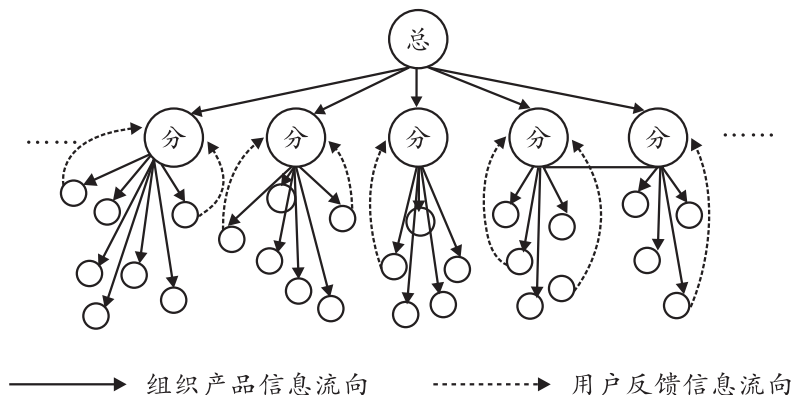 总
分 分 分 分 分
…… ……
组织产品信息流向 用户反馈信息流向